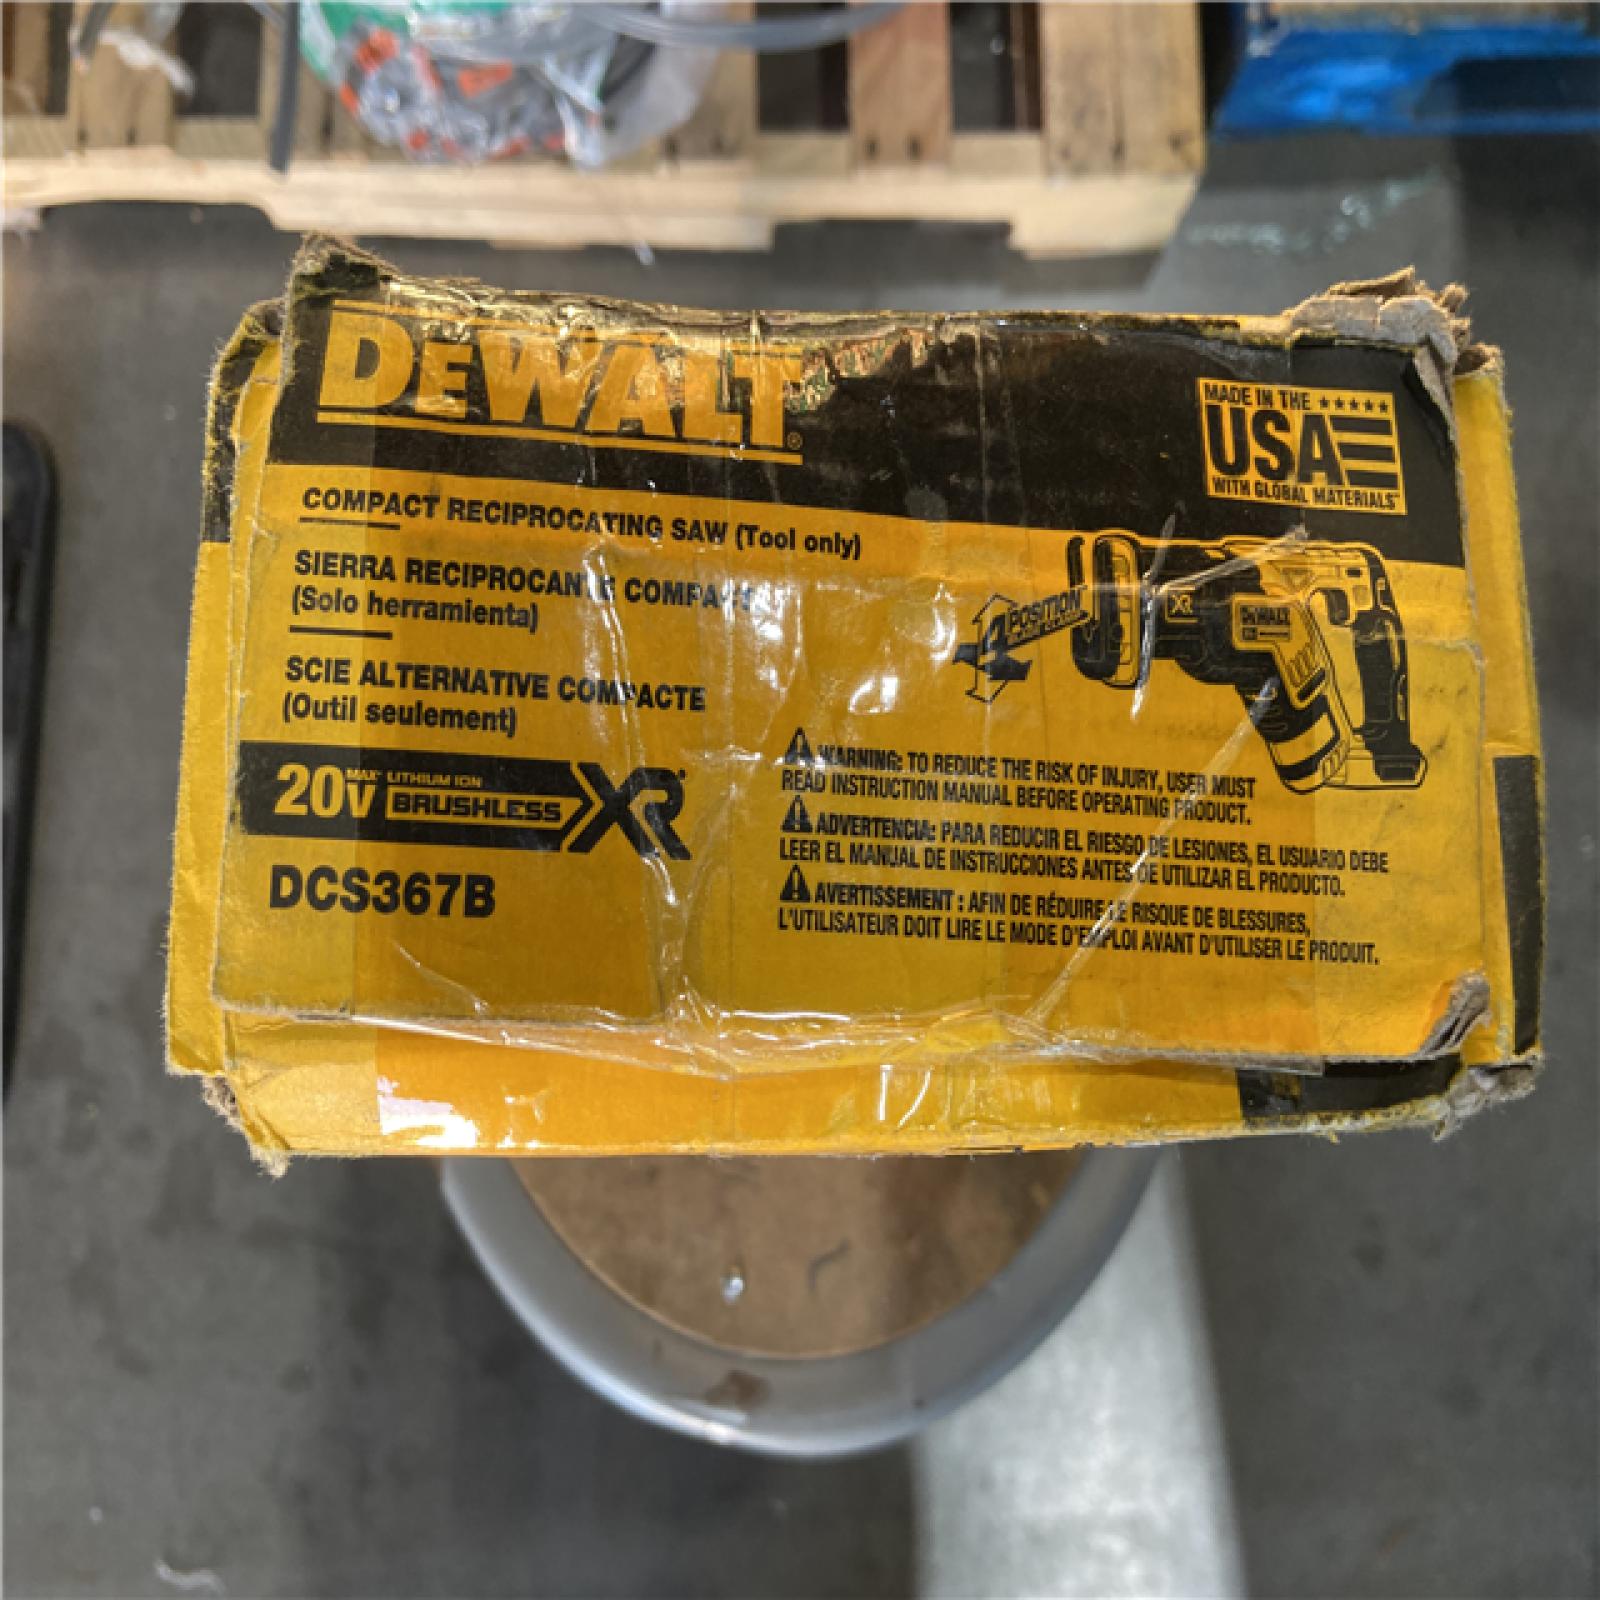 DEWALT®
MADE IN THE
USA
WITH GLOBAL MATERIALS™
COMPACT RECIPROCATING SAW (Tool only)
SIERRA RECIPROCANTE COMPACTA
(Solo herramienta)
SCIE ALTERNATIVE COMPACTE
(Outil seulement)
4 POSITION
XR
DEWALT
20V MAX* LITHIUM ION
BRUSHLESS XR®
DCS367B
WARNING: TO REDUCE THE RISK OF INJURY, USER MUST
READ INSTRUCTION MANUAL BEFORE OPERATING PRODUCT.
ADVERTENCIA: PARA REDUCIR EL RIESGO DE LESIONES, EL USUARIO DEBE
LEER EL MANUAL DE INSTRUCCIONES ANTES DE UTILIZAR EL PRODUCTO.
AVERTISSEMENT : AFIN DE RÉDUIRE LE RISQUE DE BLESSURES,
L'UTILISATEUR DOIT LIRE LE MODE D'EMPLOI AVANT D'UTILISER LE PRODUIT.